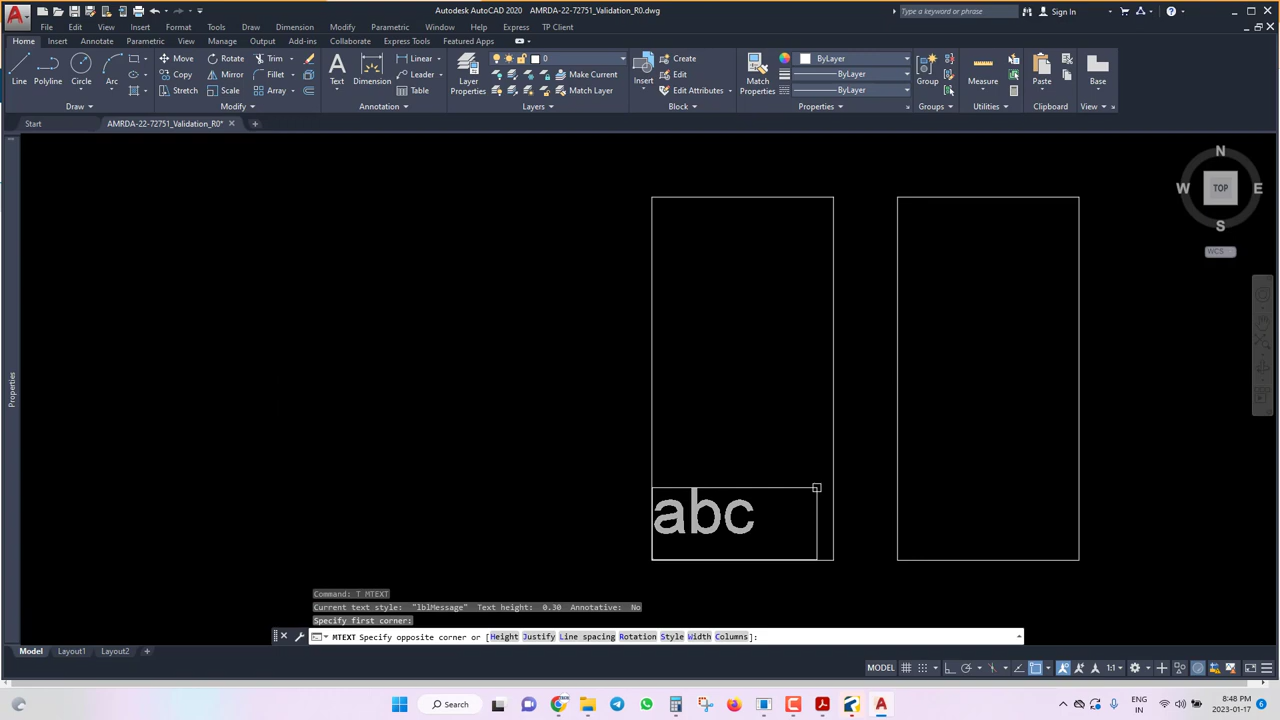 Autodesk AutoCAD 2020 AMRDA-22-72751_Validation_R0.dwg
Type a keyword or phrase
Sign In
File Edit View Insert Format Tools Draw Dimension Modify Parametric Window Help Express CT File
Home Insert Annotate Parametric View Manage Output Add-ins Collaborate Express Tools Featured Apps
Line Polyline Circle Arc
Move Rotate Trim
Copy Mirror Fillet
Stretch Scale Array
Text Dimension
Linear
Leader
Table
Layer Properties
0
Make Current
Match Layer
Insert
Create
Edit
Edit Attributes
Match Properties
ByLayer
ByLayer
ByLayer
Group
Measure
Paste
Base
Draw Modify Annotation Layers Block Properties Groups Utilities Clipboard View
Start AMRDA-22-72751_Validation_R0*
N
W TOP E
S
WCS
Properties
abc
Command: T MTEXT
Current text style: "lblMessage" Text height: 0.30 Annotative: No
Specify first corner:
MTEXT Specify opposite corner or [Height Justify Line spacing Rotation Style Width Columns]:
Model Layout1 Layout2
MODEL 1:1
Search
ENG
IN
8:48 PM
2023-01-17